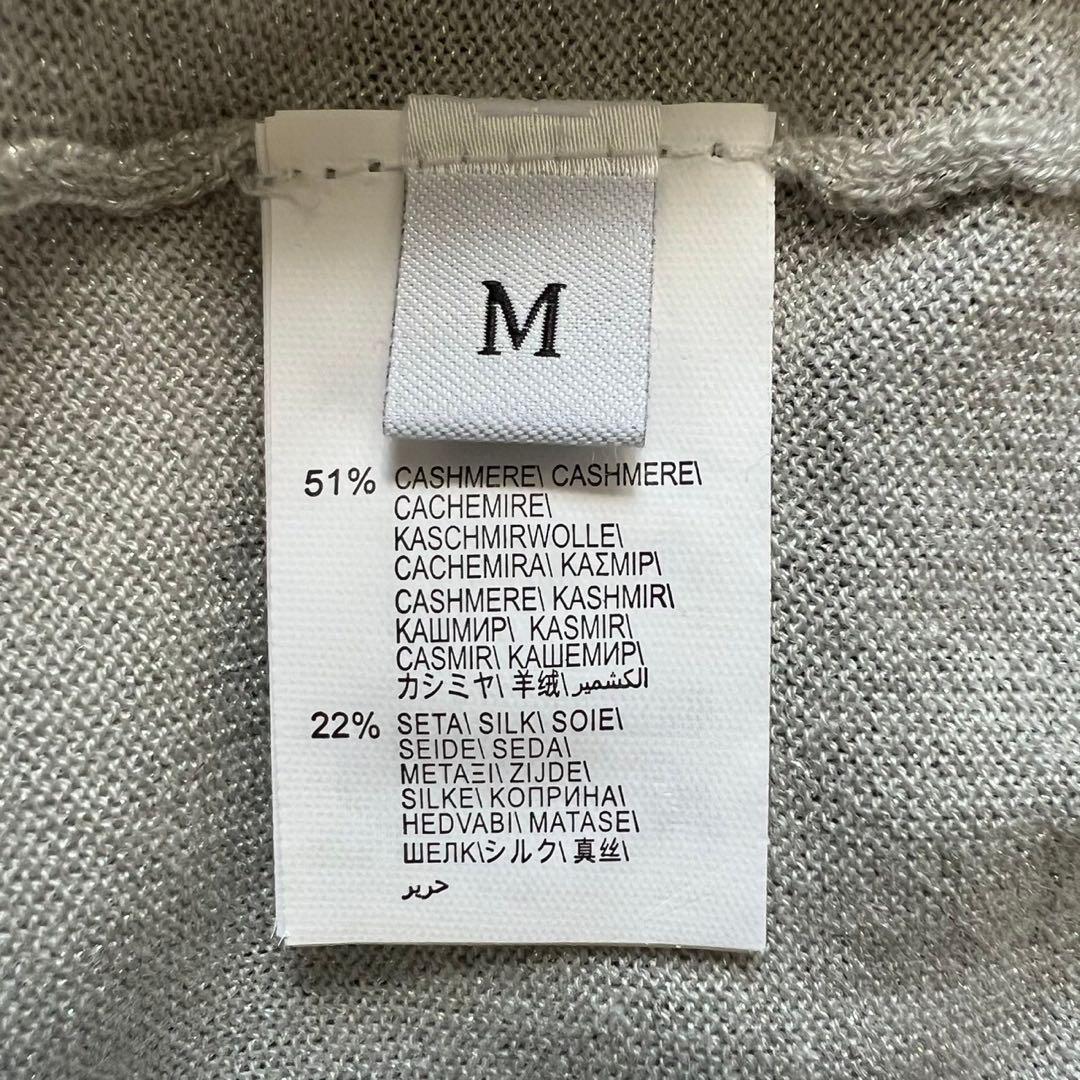 M
51% CASHMERE\ CASHMERE\
CACHEMIRE\
KASCHMIRWOLLE\
CACHEMIRA\ ΚΑΣΜΙΡ\
CASHMERE\ KASHMIR\
КАШМИР\ KASMIR\
CASMIR\ КАШЕМИР\
カシミヤ\ 羊绒\ الكشمير
22% SETA\ SILK\ SOIE\
SEIDE\ SEDA\
ΜΕΤΑΞΙ\ ZIJDE\
SILKE\ КОПРИНА\
HEDVABI\ MATASE\
ШЕЛК\シルク\ 真丝\
حرير